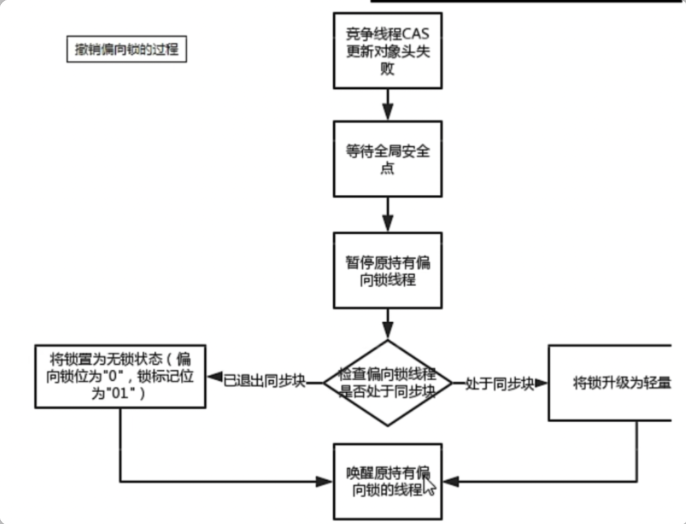 撤销偏向锁的过程
竞争线程CAS
更新对象头失
败
等待全局安全
点
暂停原持有偏
向锁线程
检查偏向锁线程
是否处于同步块
已退出同步块
处于同步块
将锁置为无锁状态（偏
向锁位为"0"，锁标记位
为"01"）
将锁升级为轻量
唤醒原持有偏
向锁的线程